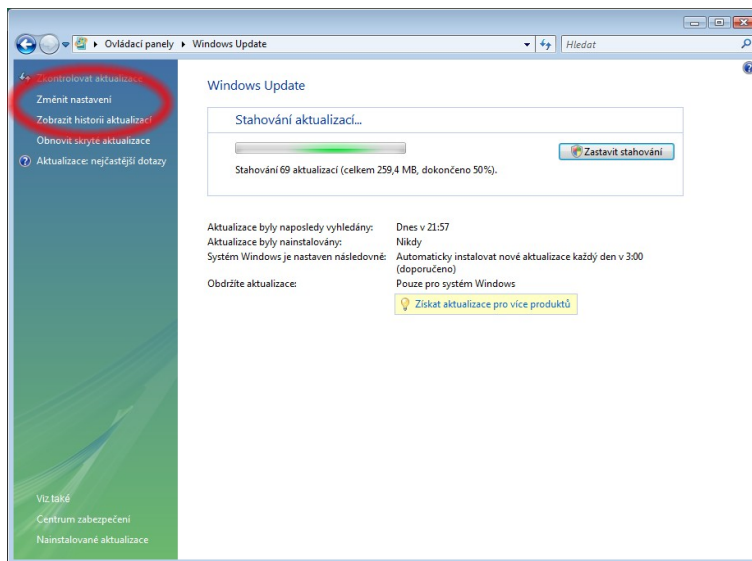 Ovládací panely ▸ Windows Update
Hledat
Zkontrolovat aktualizace
Změnit nastavení
Zobrazit historii aktualizací
Obnovit skryté aktualizace
Aktualizace: nejčastější dotazy
Windows Update
Stahování aktualizací...
Zastavit stahování
Stahování 69 aktualizací (celkem 259,4 MB, dokončeno 50%).
Aktualizace byly naposledy vyhledány: Dnes v 21:57
Aktualizace byly nainstalovány: Nikdy
Systém Windows je nastaven následovně: Automaticky instalovat nové aktualizace každý den v 3:00
(doporučeno)
Obdržíte aktualizace: Pouze pro systém Windows
Získat aktualizace pro více produktů
Viz také
Centrum zabezpečení
Nainstalované aktualizace